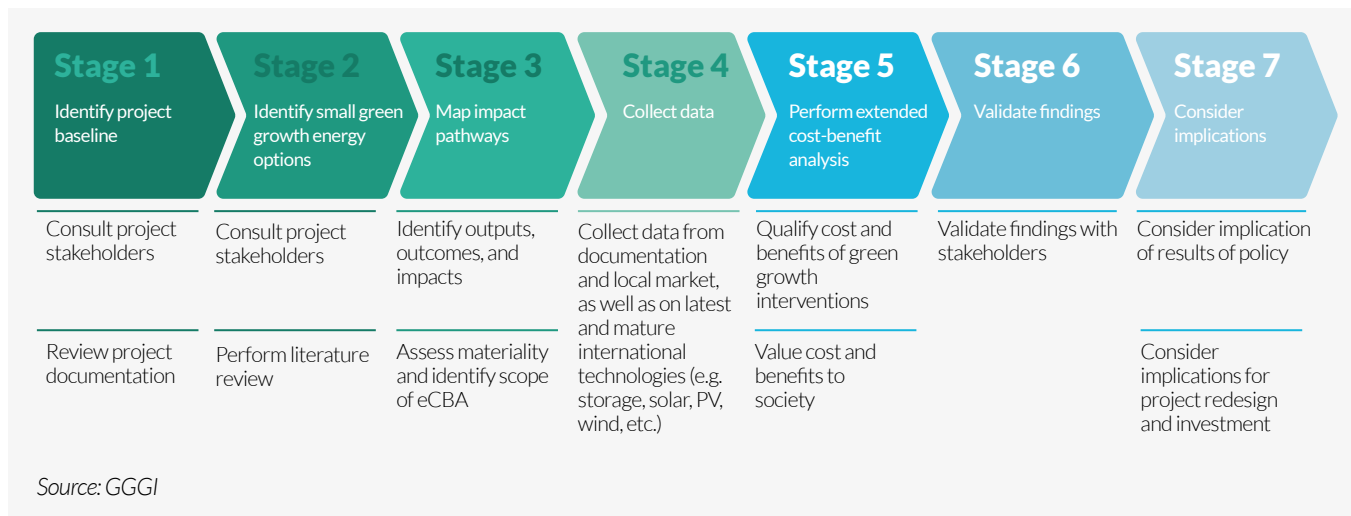 Stage 1
Identify project
baseline
Stage 2
Identify small green
growth energy
options
Stage 3
Map impact
pathways
Stage 4
Collect data
Stage 5
Perform extended
cost-benefit
analysis
Stage 6
Validate findings
Stage 7
Consider
implications
Consult project
stakeholders
Review project
documentation
Consult project
stakeholders
Perform literature
review
Identify outputs,
outcomes, and
impacts
Assess materiality
and identify scope
of eCBA
Collect data from
documentation
and local market,
as well as on latest
and mature
international
technologies (e.g.
storage, solar, PV,
wind, etc.)
Qualify cost and
benefits of green
growth
interventions
Value cost and
benefits to
society
Validate findings with
stakeholders
Consider implication
of results of policy
Consider
implications for
project redesign
and investment
Source: GGGI